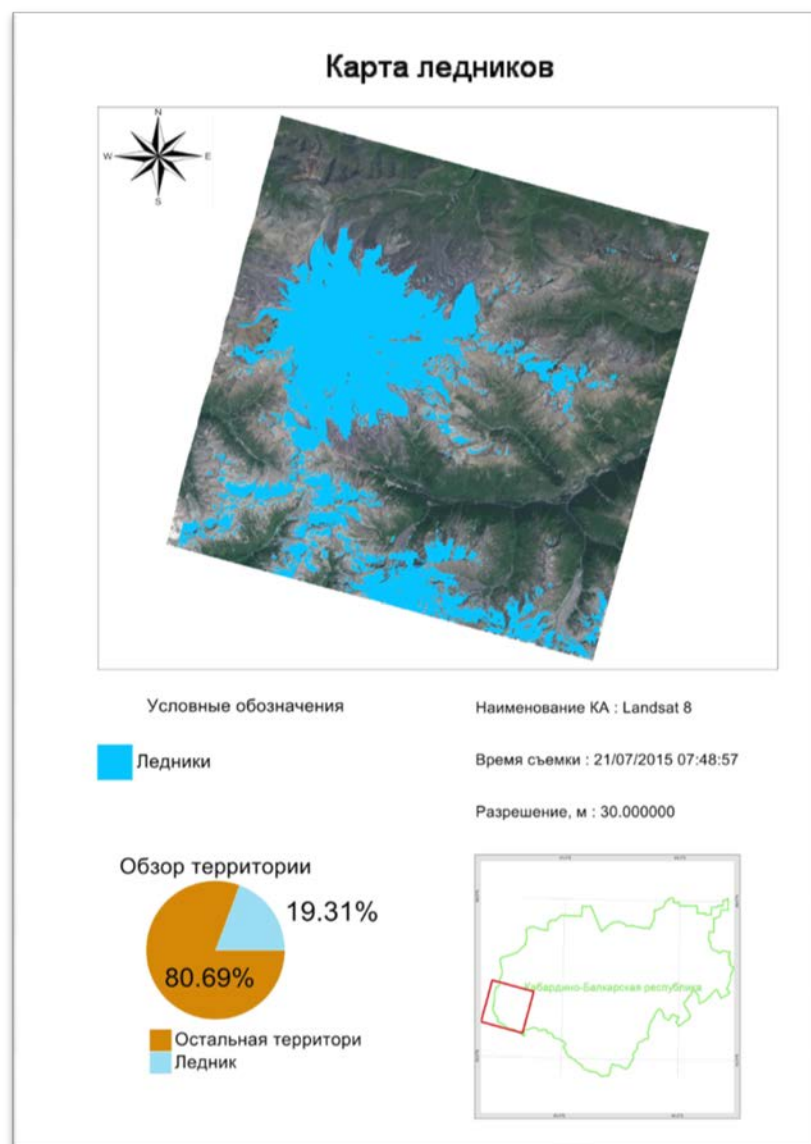 Карта ледников
N
W
E
S
Условные обозначения
Ледники
Наименование КА : Landsat 8
Время съемки : 21/07/2015 07:48:57
Разрешение, м : 30.000000
Обзор территории
19.31%
80.69%
Остальная территори
Ледник
Кабардино-Балкарская республика